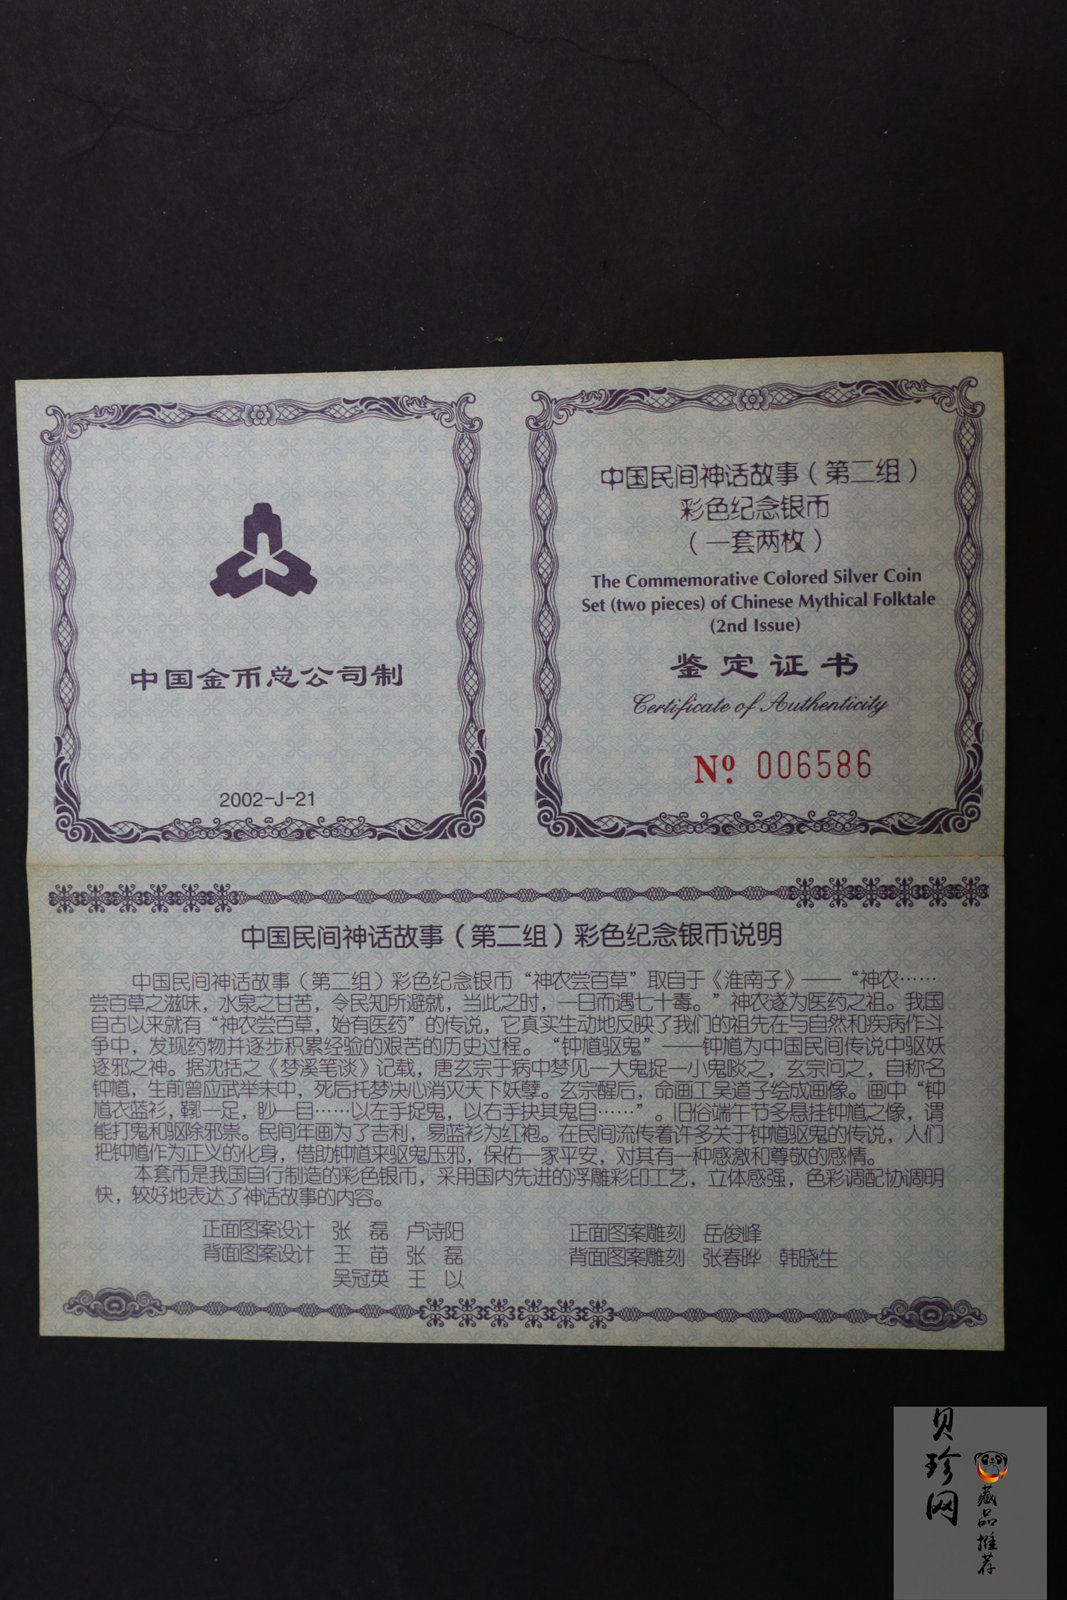 中国金币总公司制
2002-J-21
中国民间神话故事（第二组）
彩色纪念银币
（一套两枚）
The Commemorative Colored Silver Coin
Set (two pieces) of Chinese Mythical Folktale
(2nd Issue)
鉴定证书
Certificate of Authenticity
Nº 006586
中国民间神话故事（第二组）彩色纪念银币说明
中国民间神话故事（第二组）彩色纪念银币“神农尝百草”取自于《淮南子》——“神农……
尝百草之滋味，水泉之甘苦，令民知所避就，当此之时，一日而遇七十毒。”神农遂为医药之祖。我国
自古以来就有“神农尝百草，始有医药”的传说，它真实生动地反映了我们的祖先在与自然和疾病作斗
争中，发现药物并逐步积累经验的艰苦的历史过程。“钟馗驱鬼”——钟馗为中国民间传说中驱妖
逐邪之神。据沈括之《梦溪笔谈》记载，唐玄宗于病中梦见一大鬼捉一小鬼啖之，玄宗问之，自称名
钟馗，生前曾应武举未中，死后托梦决心消灭天下妖孽。玄宗醒后，命画工吴道子绘成画像。画中“钟
馗衣蓝衫，鞹一足，眇一目……以左手捉鬼，以右手抉其鬼目……”。旧俗端午节多悬挂钟馗之像，谓
能打鬼和驱除邪祟。民间年画为了吉利，易蓝衫为红袍。在民间流传着许多关于钟馗驱鬼的传说，人们
把钟馗作为正义的化身，借助钟馗来驱鬼压邪，保佑一家平安，对其有一种感激和尊敬的感情。
本套币是我国自行制造的彩色银币，采用国内先进的浮雕彩印工艺，立体感强，色彩调配协调明
快，较好地表达了神话故事的内容。
正面图案设计 张磊 卢诗阳 正面图案雕刻 岳俊峰
背面图案设计 王苗 张磊 背面图案雕刻 张春晔 韩晓生
吴冠英 王以
贝珍网
藏品推荐